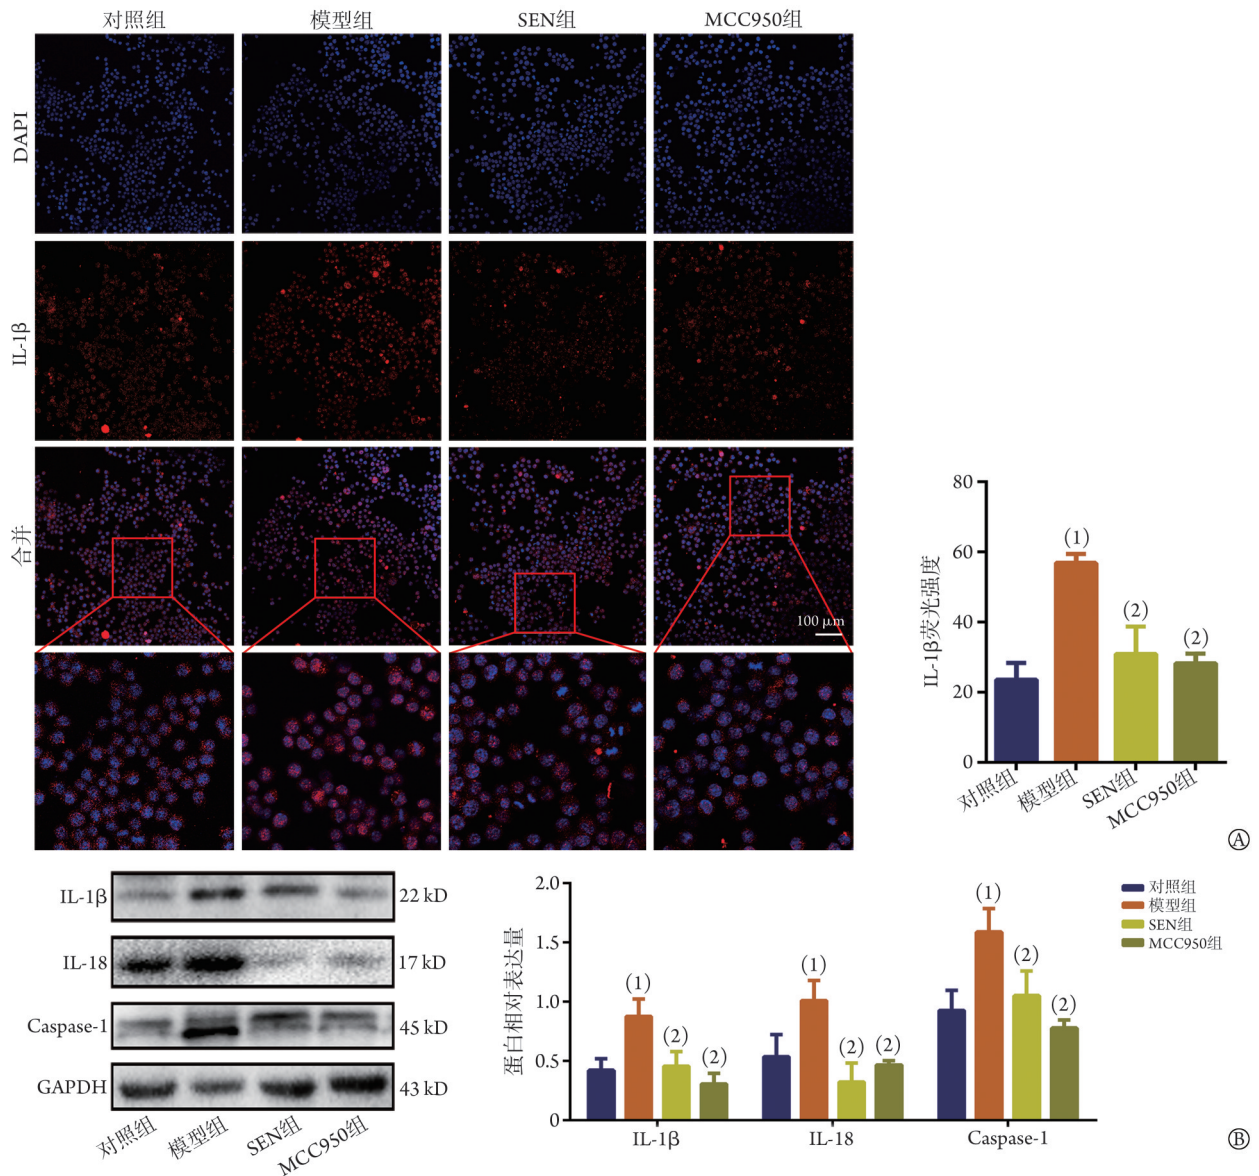 对照组
模型组
SEN组
MCC950组
DAPI
IL-1β
合并
100 μm
IL-1β荧光强度
80
60
40
20
0
(1)
(2)
(2)
对照组
模型组
SEN组
MCC950组
Ⓐ
IL-1β
22 kD
IL-18
17 kD
Caspase-1
45 kD
GAPDH
43 kD
对照组
模型组
SEN组
MCC950组
蛋白相对表达量
2.0
1.5
1.0
0.5
0
(1)
(2)
(2)
(1)
(2)
(2)
(1)
(2)
(2)
IL-1β
IL-18
Caspase-1
对照组
模型组
SEN组
MCC950组
Ⓑ